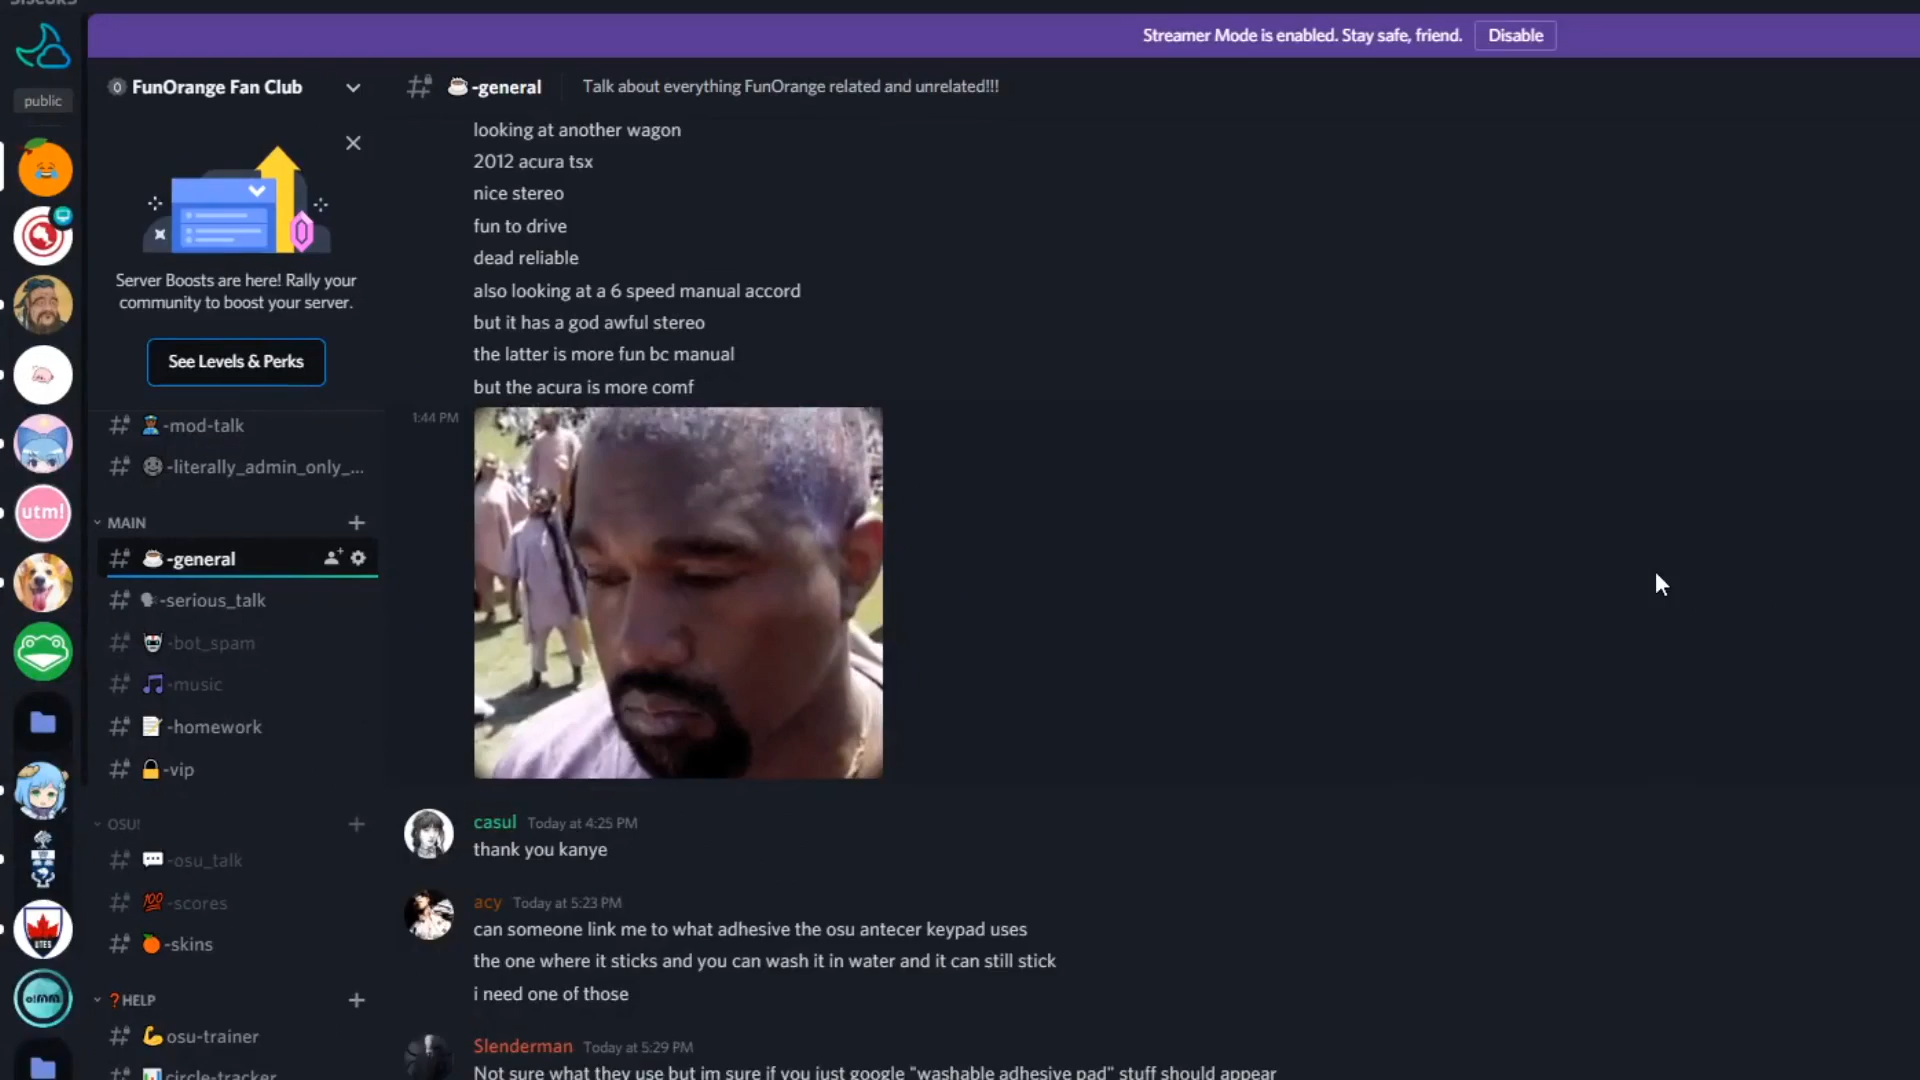 Streamer Mode is enabled. Stay safe, friend.
Disable
public
FunOrange Fan Club
Server Boosts are here! Rally your
community to boost your server.
See Levels & Perks
-mod-talk
-literally_admin_only_...
MAIN
-general
-serious_talk
-bot_spam
-music
-homework
-vip
OSU!
-osu_talk
-scores
-skins
HELP
osu-trainer
circle-tracker
utm!
UTES
o!mm
-general
Talk about everything FunOrange related and unrelated!!!
looking at another wagon
2012 acura tsx
nice stereo
fun to drive
dead reliable
also looking at a 6 speed manual accord
but it has a god awful stereo
the latter is more fun bc manual
but the acura is more comf
1:44 PM
casul Today at 4:25 PM
thank you kanye
acy Today at 5:23 PM
can someone link me to what adhesive the osu antecer keypad uses
the one where it sticks and you can wash it in water and it can still stick
i need one of those
Slenderman Today at 5:29 PM
Not sure what they use but im sure if you just google "washable adhesive pad" stuff should appear